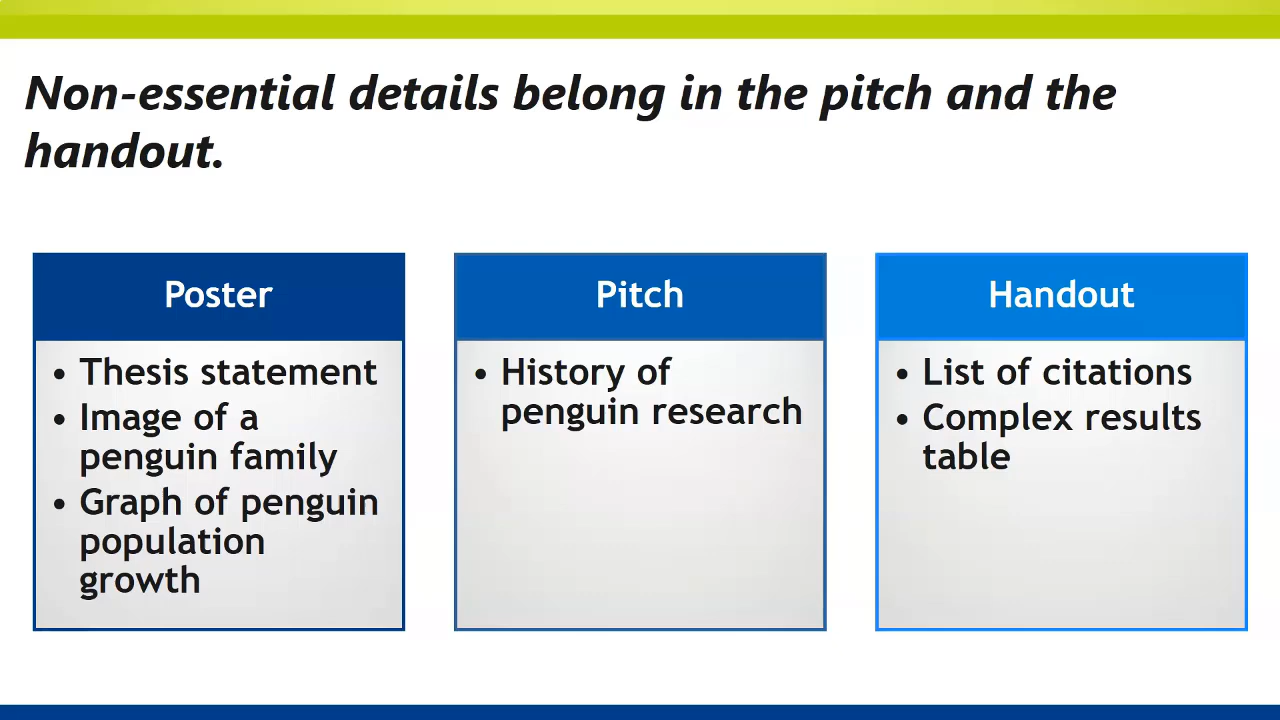 Non-essential details belong in the pitch and the
handout.
Poster
• Thesis statement
• Image of a
penguin family
• Graph of penguin
population
growth
Pitch
• History of
penguin research
Handout
• List of citations
• Complex results
table